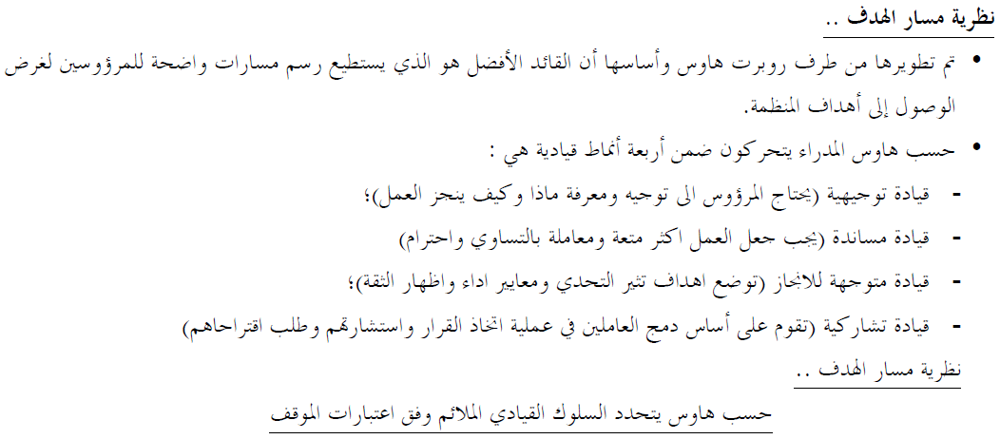 نظرية مسار الهدف ..
• تم تطويرها من طرف روبرت هاوس وأساسها أن القائد الأفضل هو الذي يستطيع رسم مسارات واضحة للمرؤوسين لغرض
الوصول إلى أهداف المنظمة.
• حسب هاوس المدراء يتحركون ضمن أربعة أنماط قيادية هي :
- قيادة توجيهية (يحتاج المرؤوس الى توجيه ومعرفة ماذا وكيف ينجز العمل)؛
- قيادة مساندة (يجب جعل العمل اكثر متعة ومعاملة بالتساوي واحترام)
- قيادة متوجهة للانجاز (توضع اهداف تثير التحدي ومعايير اداء واظهار الثقة)؛
- قيادة تشاركية (تقوم على أساس دمج العاملين في عملية اتخاذ القرار واستشارتهم وطلب اقتراحاهم)
نظرية مسار الهدف ..
حسب هاوس يتحدد السلوك القيادي الملائم وفق اعتبارات الموقف